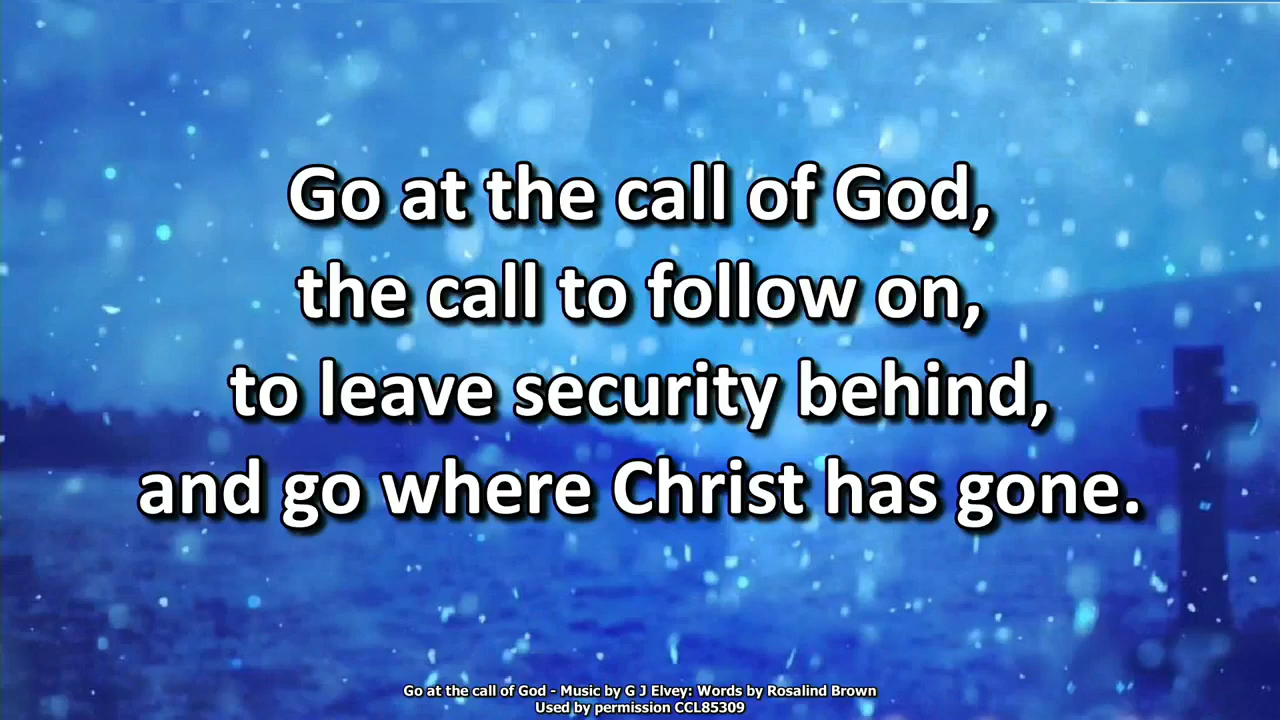 Go at the call of God,
the call to follow on,
to leave security behind,
and go where Christ has gone.
Go at the call of God - Music by G J Elvey: Words by Rosalind Brown
Used by permission CCL85309